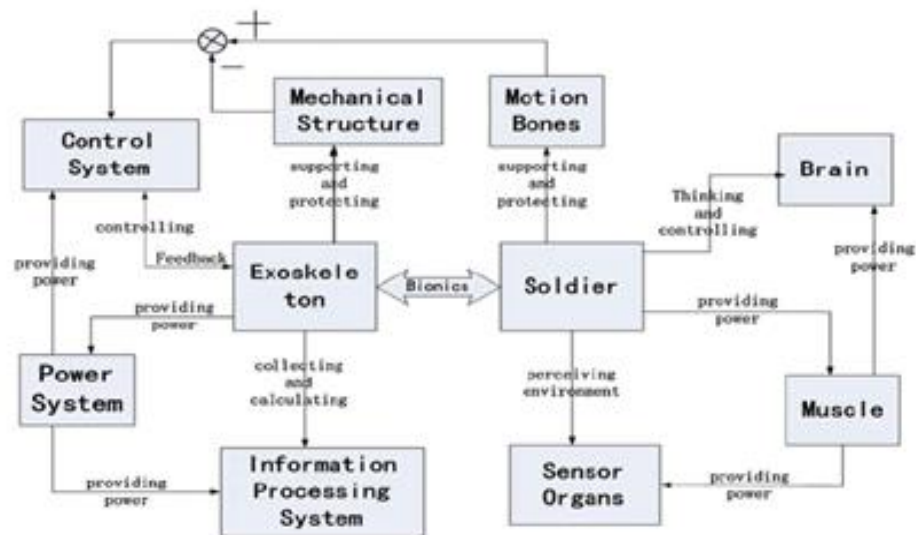 +
−
Mechanical
Structure
Motion
Bones
Control
System
supporting
and
protecting
supporting
and
protecting
Brain
Thinking
and
controlling
controlling
Feedback
providing
power
providing
power
Exoskele
ton
Bionics
Soldier
providing
power
providing
power
Power
System
collecting
and
calculating
perceiving
environment
Muscle
Information
Processing
System
Sensor
Organs
providing
power
providing
power